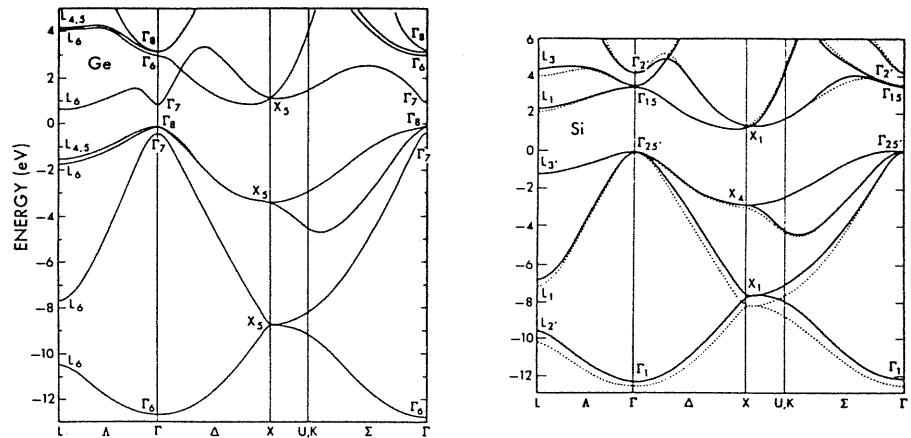 ENERGY (eV)
4
2
0
−2
−4
−6
−8
−10
−12
Ge
L4,5
L6
Γ8
Γ6
L6
Γ7
L4,5
L6
Γ8
Γ7
L6
L6
Γ6
X5
X5
X5
Γ8
Γ6
Γ7
Γ8
Γ7
Γ6
L Λ Γ Δ X U,K Σ Γ
6
4
2
0
−2
−4
−6
−8
−10
−12
Si
L3
L1
L3'
L1
L2'
Γ2'
Γ15
Γ25'
Γ1
X1
X4
X1
Γ2'
Γ15
Γ25'
Γ1
L Λ Γ Δ X U,K Σ Γ